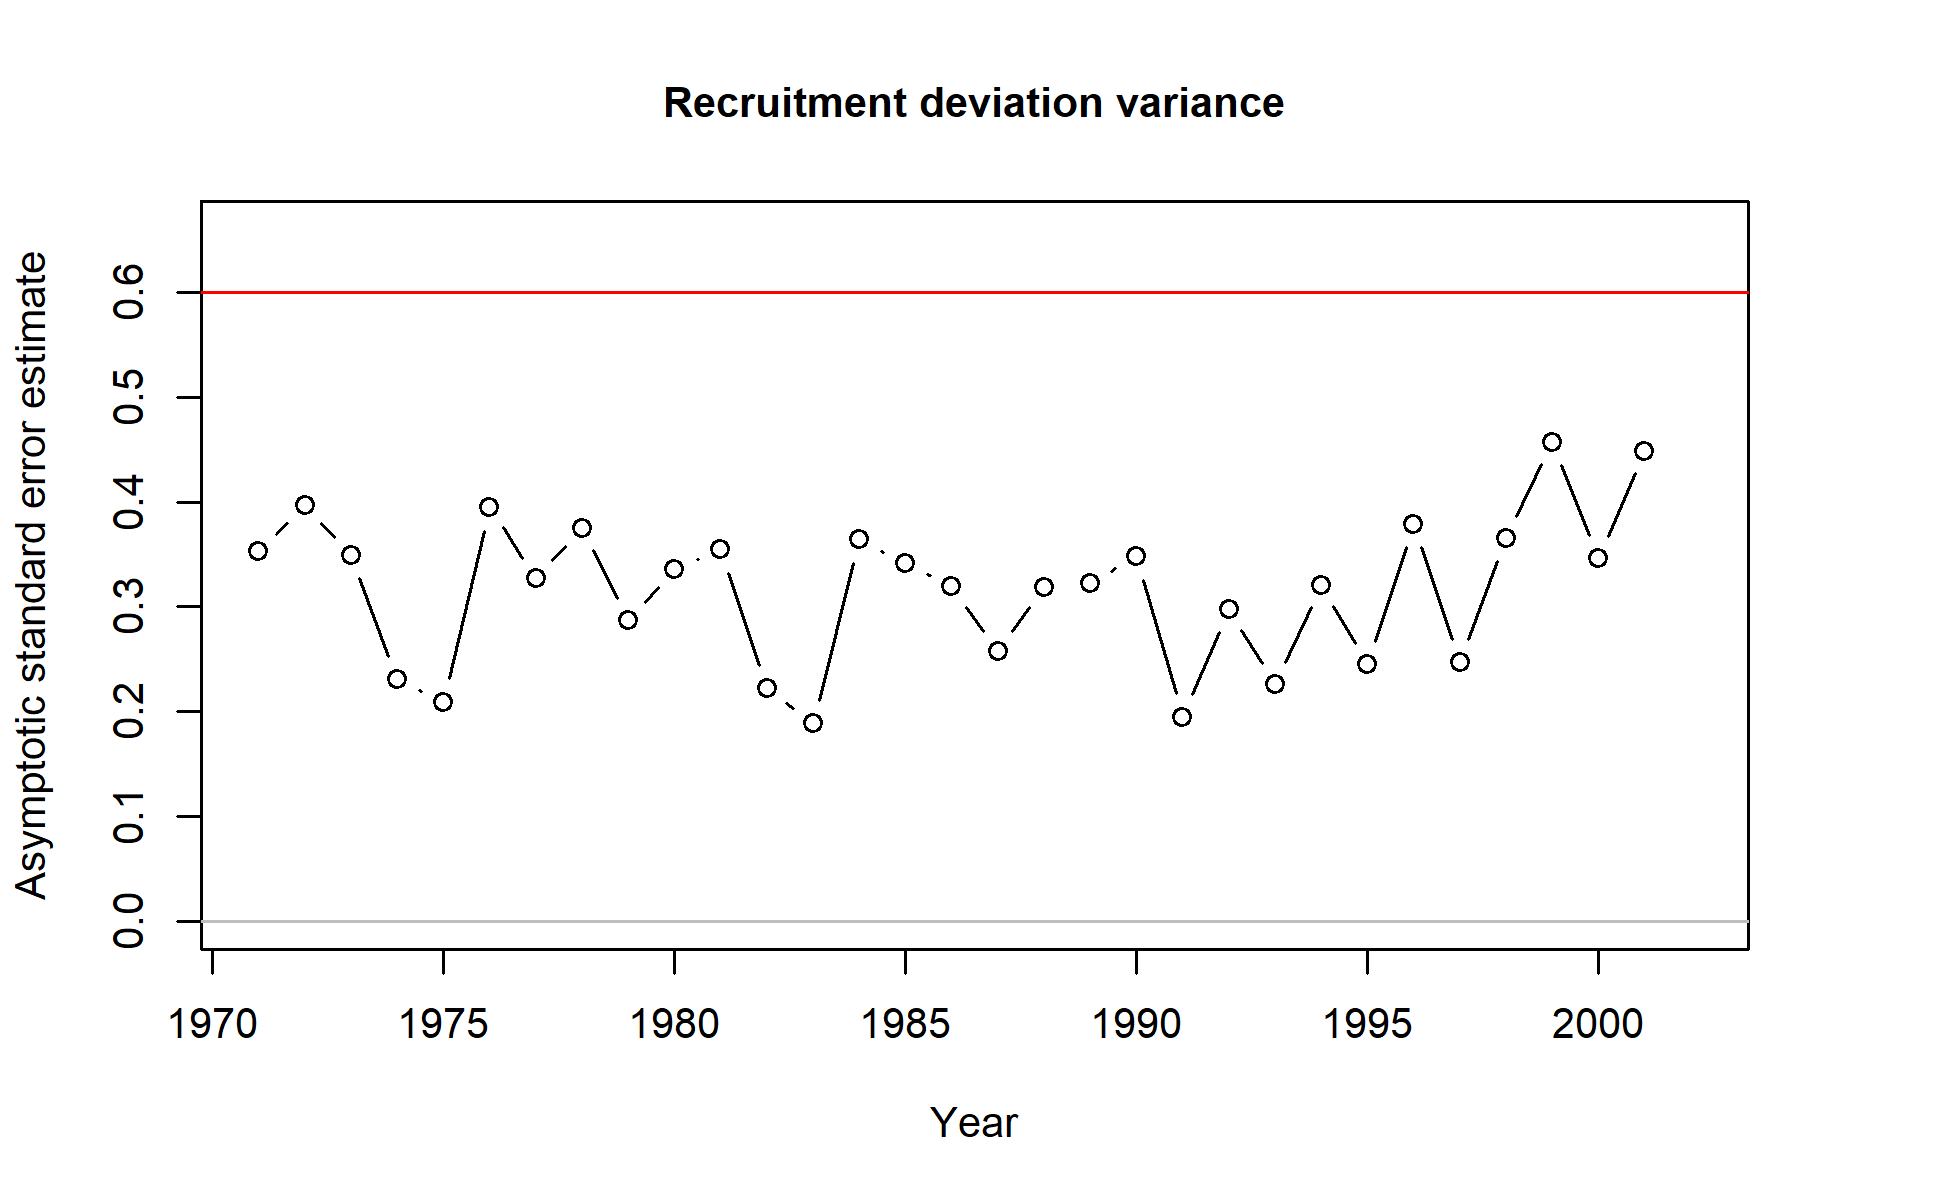 Recruitment deviation variance
Asymptotic standard error estimate
0.6
0.5
0.4
0.3
0.2
0.1
0.0
1970 1975 1980 1985 1990 1995 2000
Year